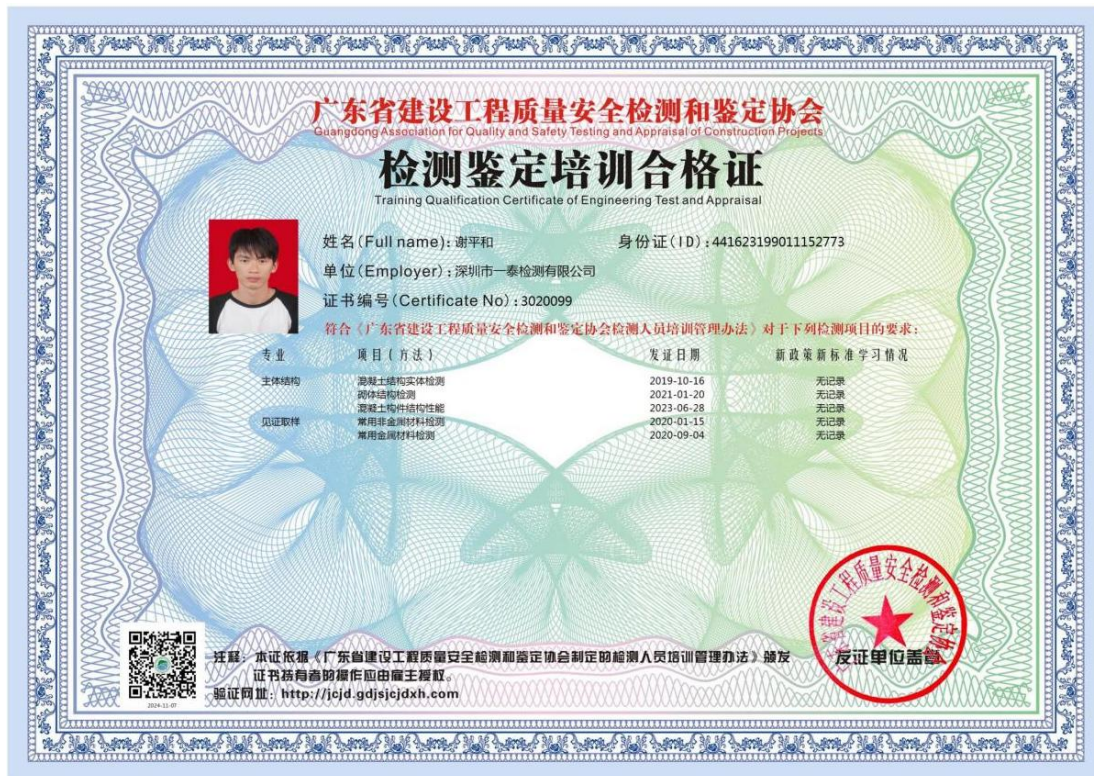 广东省建设工程质量安全检测和鉴定协会
Guangdong Association for Quality and Safety Testing and Appraisal of Construction Projects
检测鉴定培训合格证
Training Qualification Certificate of Engineering Test and Appraisal
姓名(Full name): 谢平和 身份证(ID): 441623199011152773
单位(Employer): 深圳市一泰检测有限公司
证书编号(Certificate No): 3020099
符合《广东省建设工程质量安全检测和鉴定协会检测人员培训管理办法》对于下列检测项目的要求:
专业 项目(方法) 发证日期 新政策新标准学习情况
主体结构 混凝土结构实体检测 2019-10-16 无记录
砌体结构检测 2021-01-20 无记录
混凝土构件结构性能 2023-06-28 无记录
见证取样 常用非金属材料检测 2020-01-15 无记录
常用金属材料检测 2020-09-04 无记录
广东省建设工程质量安全检测和鉴定协会
发证单位盖章
注释: 本证依据《广东省建设工程质量安全检测和鉴定协会制定的检测人员培训管理办法》颁发
证书持有者的操作应由雇主授权。
验证网址: http://jcjd.gdjsjcjdxh.com
2024-11-07